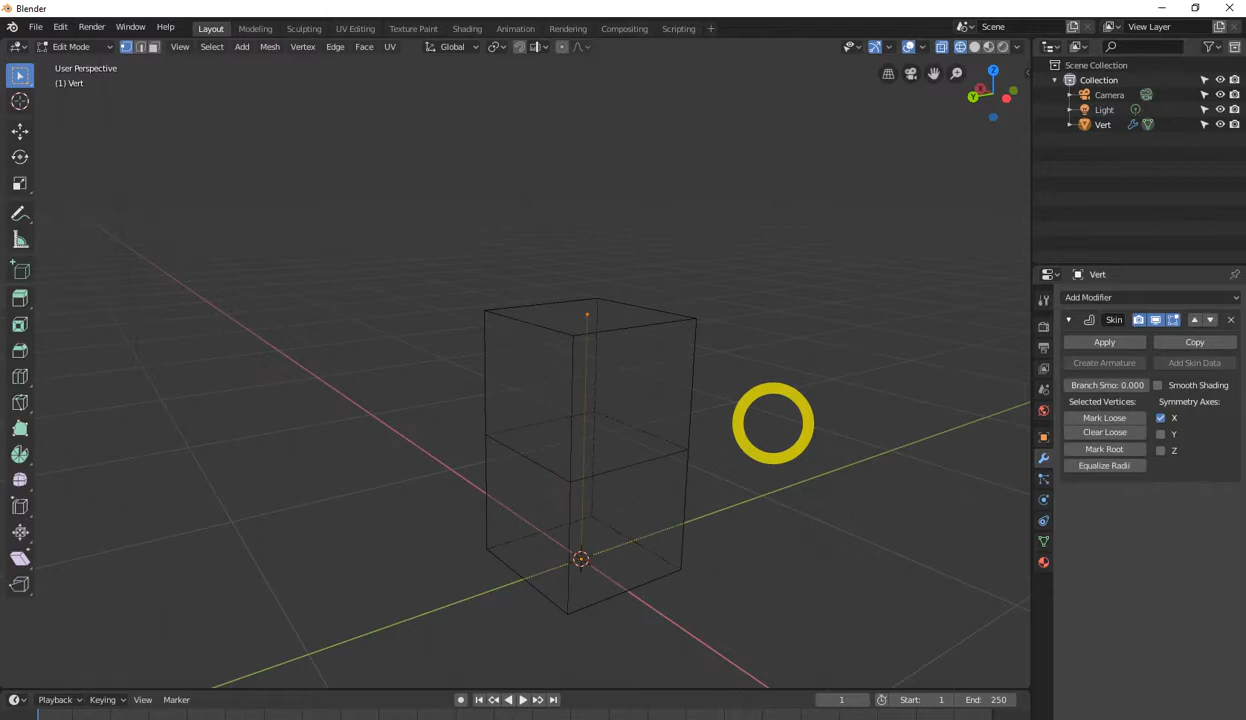 Blender
File Edit Render Window Help Layout Modeling Sculpting UV Editing Texture Paint Shading Animation Rendering Compositing Scripting + Scene View Layer
Edit Mode View Select Add Mesh Vertex Edge Face UV Global
User Perspective
(1) Vert
Z
X
Y
Scene Collection
Collection
Camera
Light
Vert
Vert
Add Modifier
Skin
Apply Copy
Create Armature Add Skin Data
Branch Smo: 0.000 Smooth Shading
Selected Vertices: Symmetry Axes:
Mark Loose X
Clear Loose Y
Mark Root Z
Equalize Radii
Playback Keying View Marker 1 Start: 1 End: 250